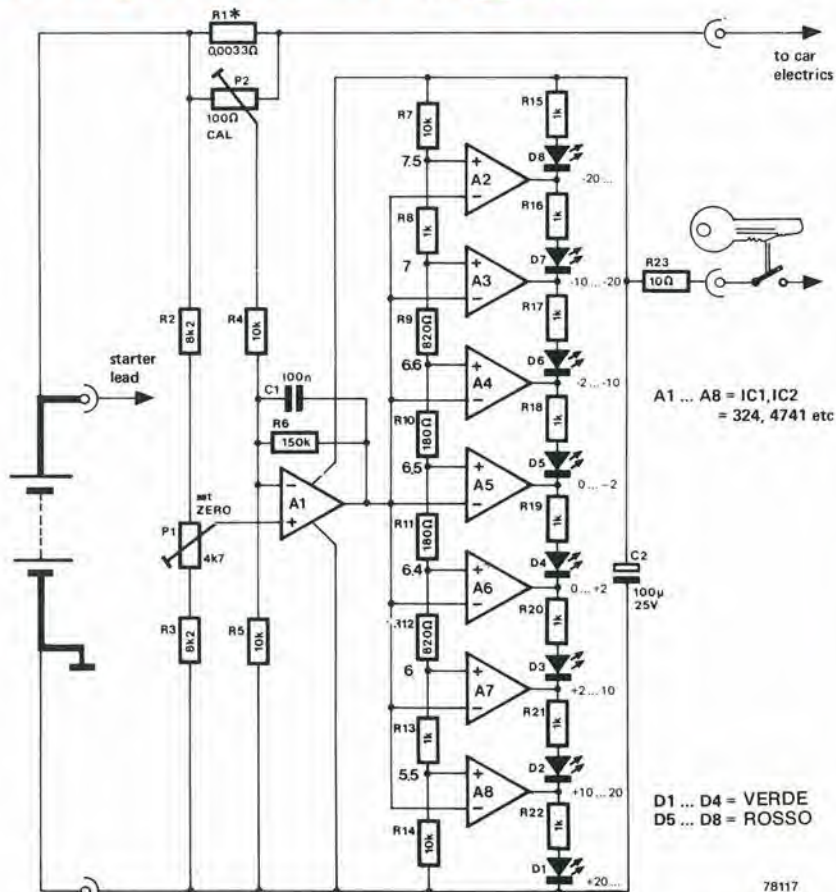 R1*
0,0033Ω
P2
100Ω
CAL
to car
electrics
R7
10k
R15
1k
D8
7.5
+
A2
−
-20...
R8
1k
R16
1k
D7
7
+
A3
−
-10...-20
R23
10Ω
R2
8k2
R4
10k
R9
820Ω
R17
1k
D6
6,6
+
A4
−
-2...-10
starter
lead
C1
100n
R6
150k
A1 ... A8 = IC1,IC2
= 324, 4741 etc
R10
180Ω
R18
1k
D5
6,5
+
A5
−
0...−2
set
ZERO
P1
4k7
−
A1
+
R11
180Ω
R19
1k
D4
6,4
+
A6
−
0...+2
C2
100µ
25V
R3
8k2
R5
10k
R12
820Ω
R20
1k
D3
6
+
A7
−
+2...10
R13
1k
R21
1k
D2
5,5
+
A8
−
+10...20
R14
10k
R22
1k
D1
+20...
D1 ... D4 = VERDE
D5 ... D8 = ROSSO
78117